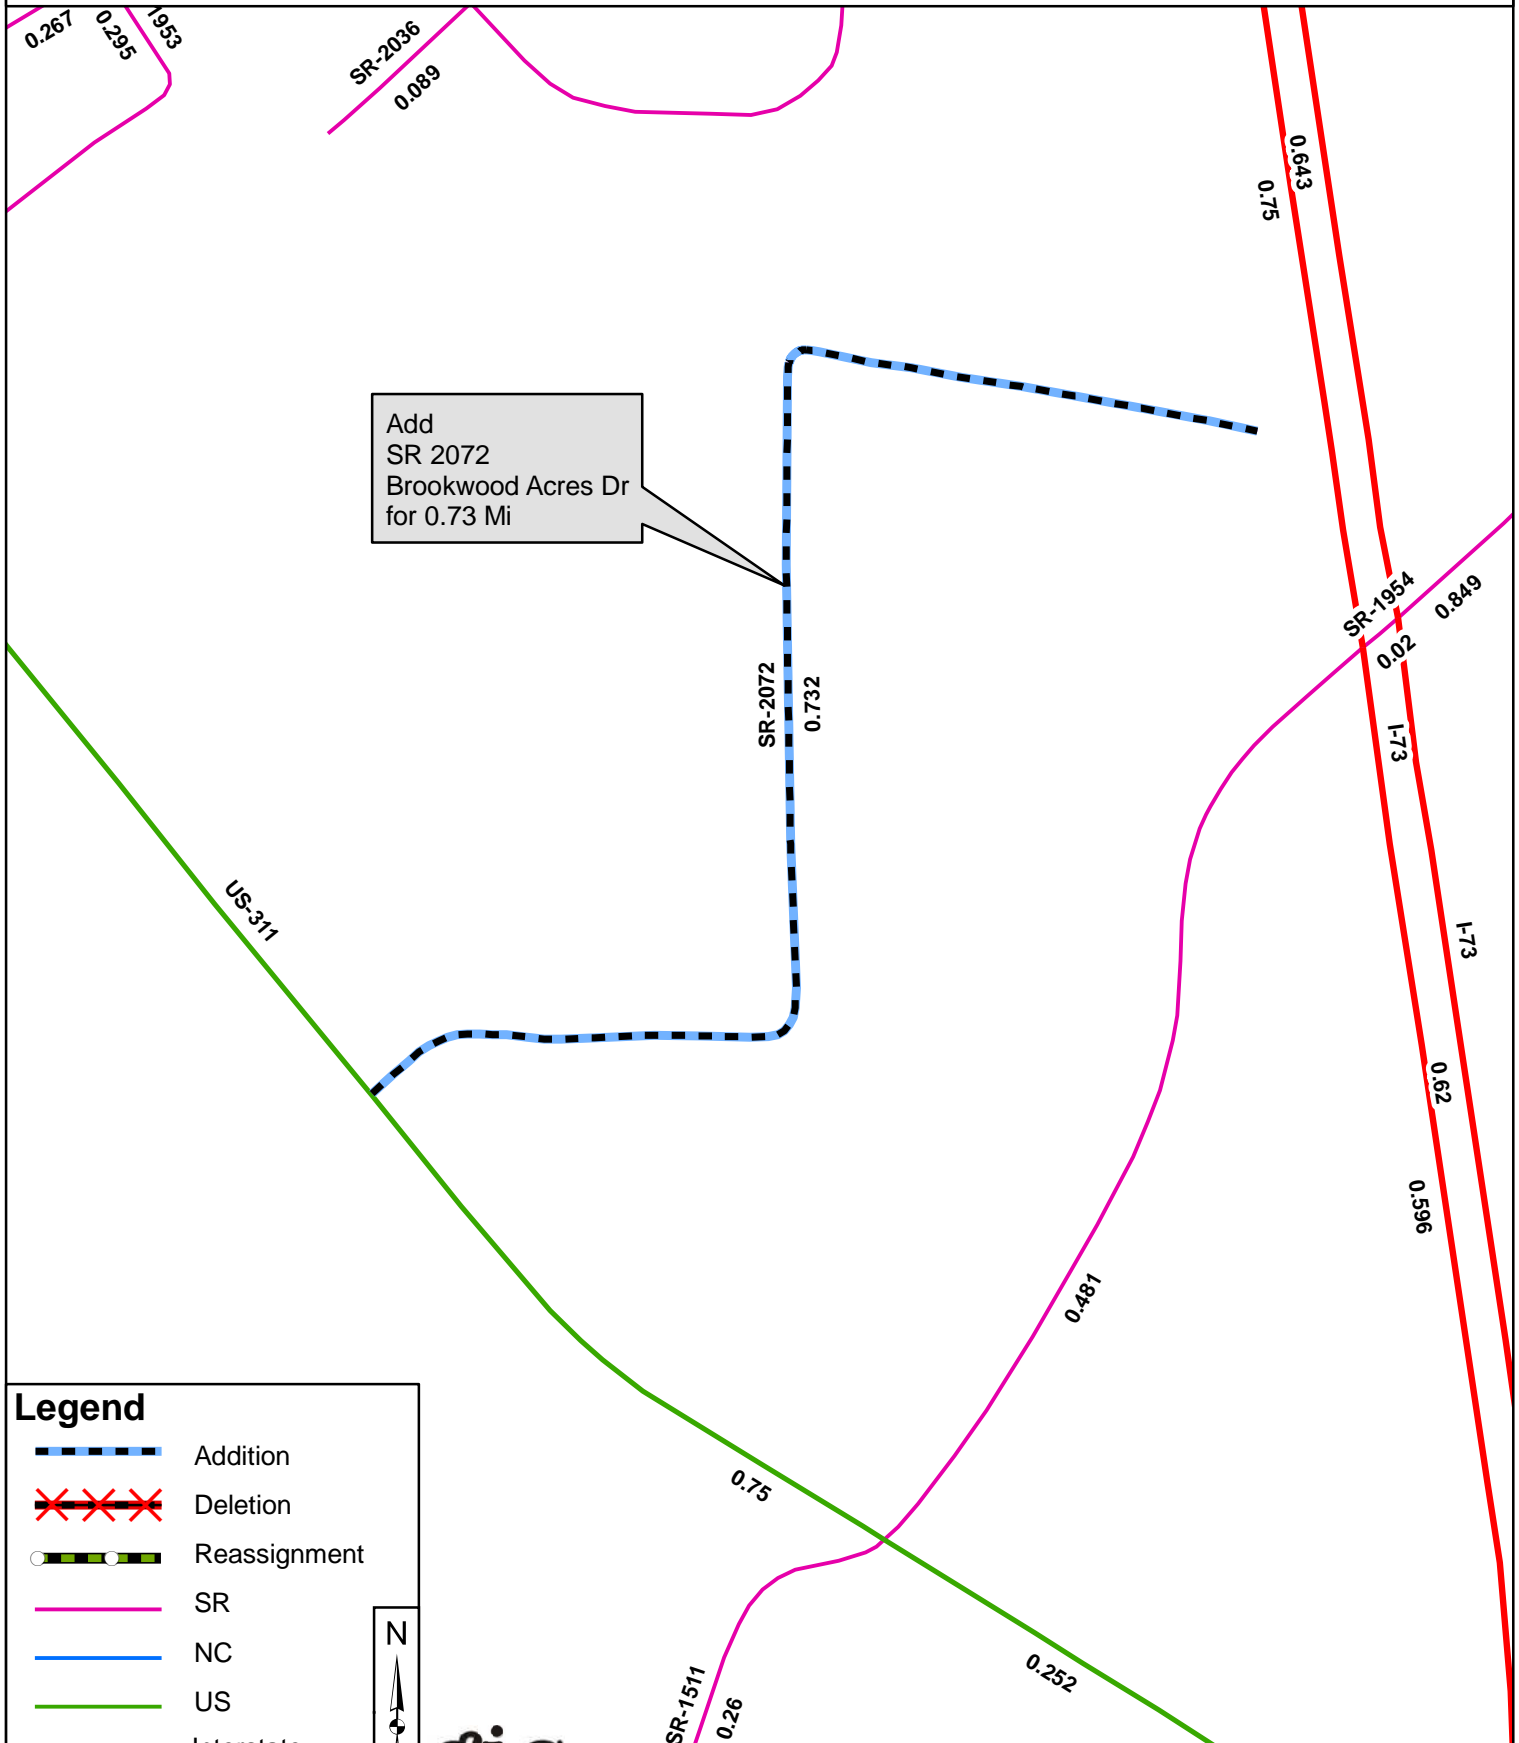 0.267
0.295
1953
SR-2036
0.089
0.643
0.75
Add
SR 2072
Brookwood Acres Dr
for 0.73 Mi
SR-1954
0.849
0.02
SR-2072
0.732
I-73
US-311
I-73
0.62
0.596
0.481
0.75
0.252
SR-1511
0.26
Legend
Addition
Deletion
Reassignment
SR
NC
US
Interstate
N